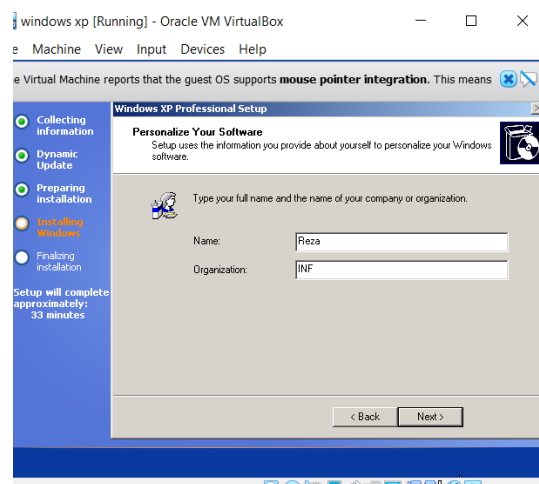 windows xp [Running] - Oracle VM VirtualBox
Machine View Input Devices Help
Virtual Machine reports that the guest OS supports mouse pointer integration. This means
Windows XP Professional Setup
Collecting
information
Dynamic
Update
Preparing
installation
Installing
Windows
Finalizing
installation
Setup will complete
approximately:
33 minutes
Personalize Your Software
Setup uses the information you provide about yourself to personalize your Windows
software.
Type your full name and the name of your company or organization.
Name: Reza
Organization: INF
< Back Next >